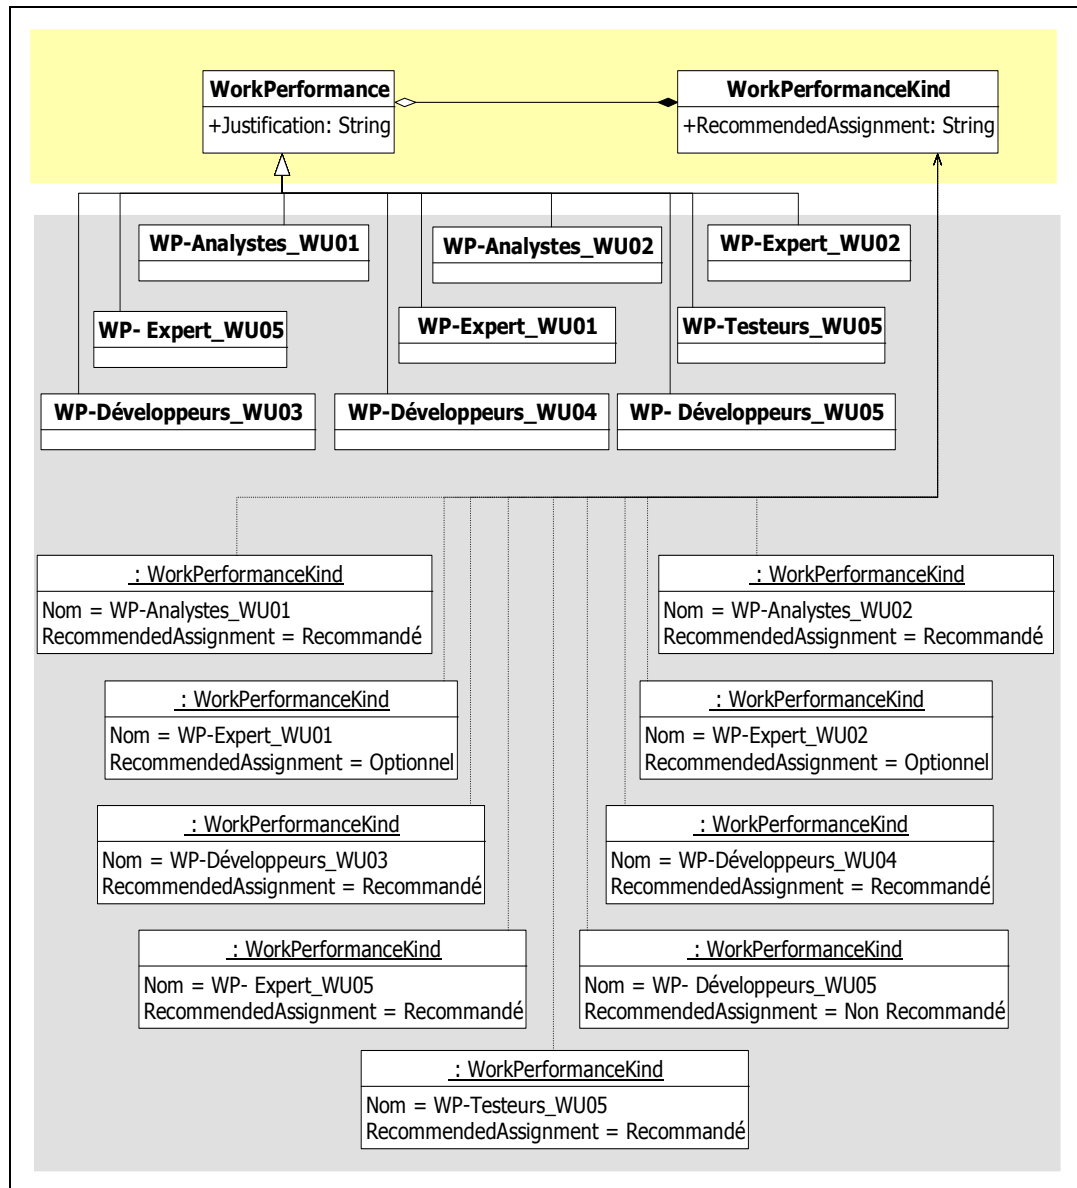 WorkPerformance
+Justification: String
WorkPerformanceKind
+RecommendedAssignment: String
WP-Analystes_WU01
WP-Analystes_WU02
WP-Expert_WU02
WP- Expert_WU05
WP-Expert_WU01
WP-Testeurs_WU05
WP-Développeurs_WU03
WP-Développeurs_WU04
WP- Développeurs_WU05
: WorkPerformanceKind
Nom = WP-Analystes_WU01
RecommendedAssignment = Recommandé
: WorkPerformanceKind
Nom = WP-Analystes_WU02
RecommendedAssignment = Recommandé
: WorkPerformanceKind
Nom = WP-Expert_WU01
RecommendedAssignment = Optionnel
: WorkPerformanceKind
Nom = WP-Expert_WU02
RecommendedAssignment = Optionnel
: WorkPerformanceKind
Nom = WP-Développeurs_WU03
RecommendedAssignment = Recommandé
: WorkPerformanceKind
Nom = WP-Développeurs_WU04
RecommendedAssignment = Recommandé
: WorkPerformanceKind
Nom = WP- Expert_WU05
RecommendedAssignment = Recommandé
: WorkPerformanceKind
Nom = WP- Développeurs_WU05
RecommendedAssignment = Non Recommandé
: WorkPerformanceKind
Nom = WP-Testeurs_WU05
RecommendedAssignment = Recommandé